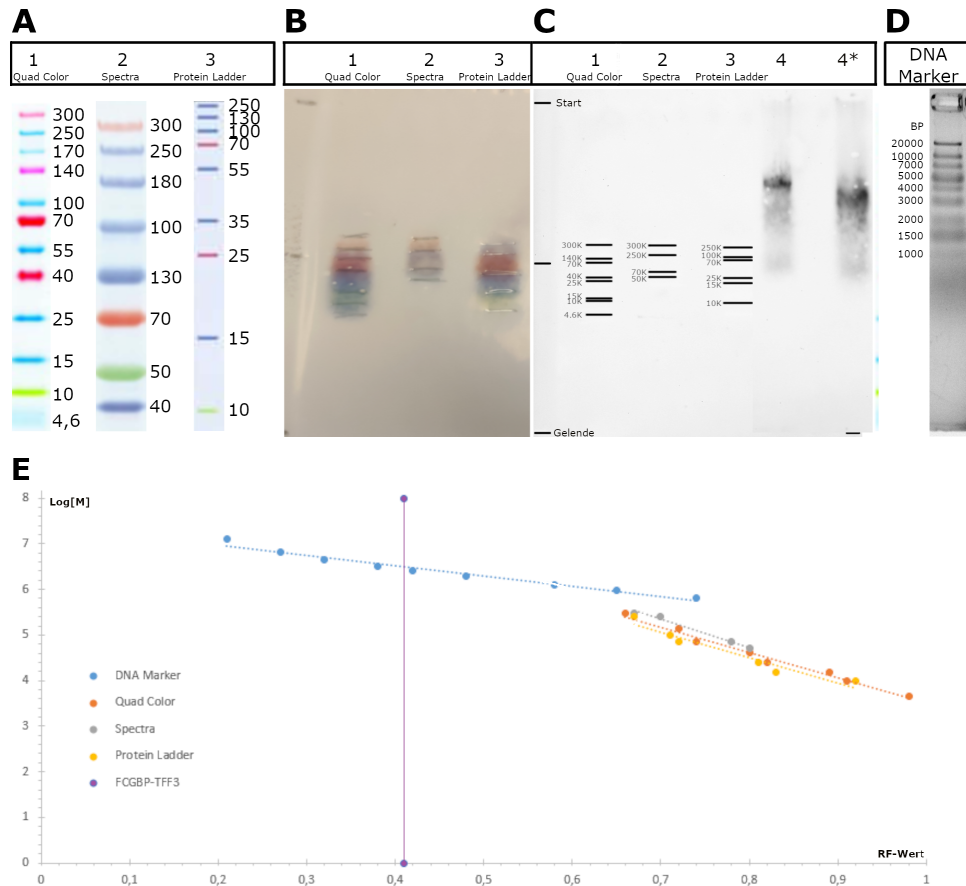 A
B
C
D
1
2
3
Quad Color
Spectra
Protein Ladder
1
2
3
Quad Color
Spectra
Protein Ladder
1
2
3
4
4*
Quad Color
Spectra
Protein Ladder
DNA
Marker
300
250
170
140
100
70
55
40
25
15
10
4,6
300
250
180
100
130
70
50
40
250
130
100
70
55
35
25
15
10
Start
300K
140K
70K
40K
25K
15K
10K
4.6K
300K
250K
70K
50K
250K
100K
70K
25K
15K
10K
Gelende
BP
20000
10000
7000
5000
4000
3000
2000
1500
1000
E
Log[M]
8
7
6
5
4
3
2
1
0
DNA Marker
Quad Color
Spectra
Protein Ladder
FCGBP-TFF3
RF-Wert
0
0,1
0,2
0,3
0,4
0,5
0,6
0,7
0,8
0,9
1